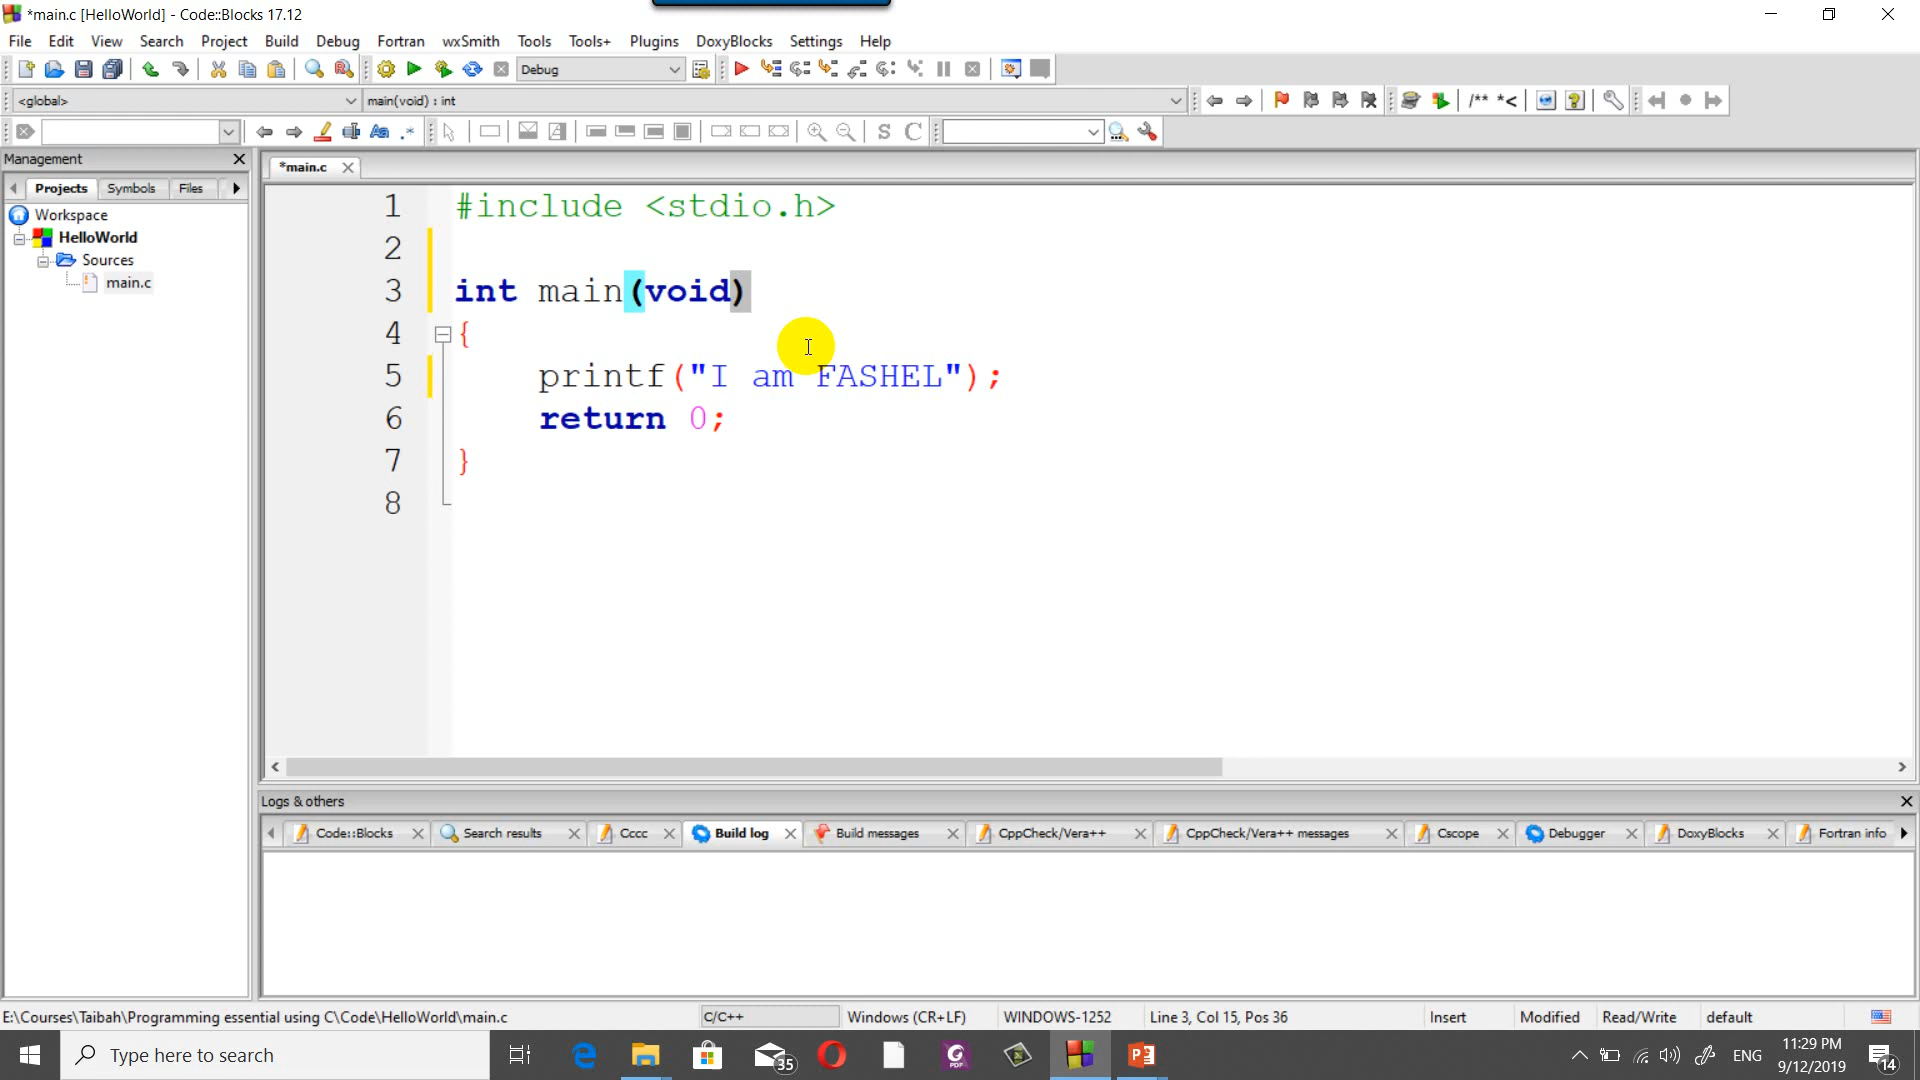 *main.c [HelloWorld] - Code::Blocks 17.12
File Edit View Search Project Build Debug Fortran wxSmith Tools Tools+ Plugins DoxyBlocks Settings Help
Debug
<global> main(void) : int /** *<
Aa .* S C
Management
*main.c
Projects Symbols Files
Workspace
HelloWorld
Sources
main.c
1 #include <stdio.h>
2
3 int main(void)
4 {
5 printf("I am FASHEL");
6 return 0;
7 }
8
Logs & others
Code::Blocks Search results Cccc Build log Build messages CppCheck/Vera++ CppCheck/Vera++ messages Cscope Debugger DoxyBlocks Fortran info
E:\Courses\Taibah\Programming essential using C\Code\HelloWorld\main.c C/C++ Windows (CR+LF) WINDOWS-1252 Line 3, Col 15, Pos 36 Insert Modified Read/Write default
Type here to search 35 PDF ENG 11:29 PM 14
9/12/2019